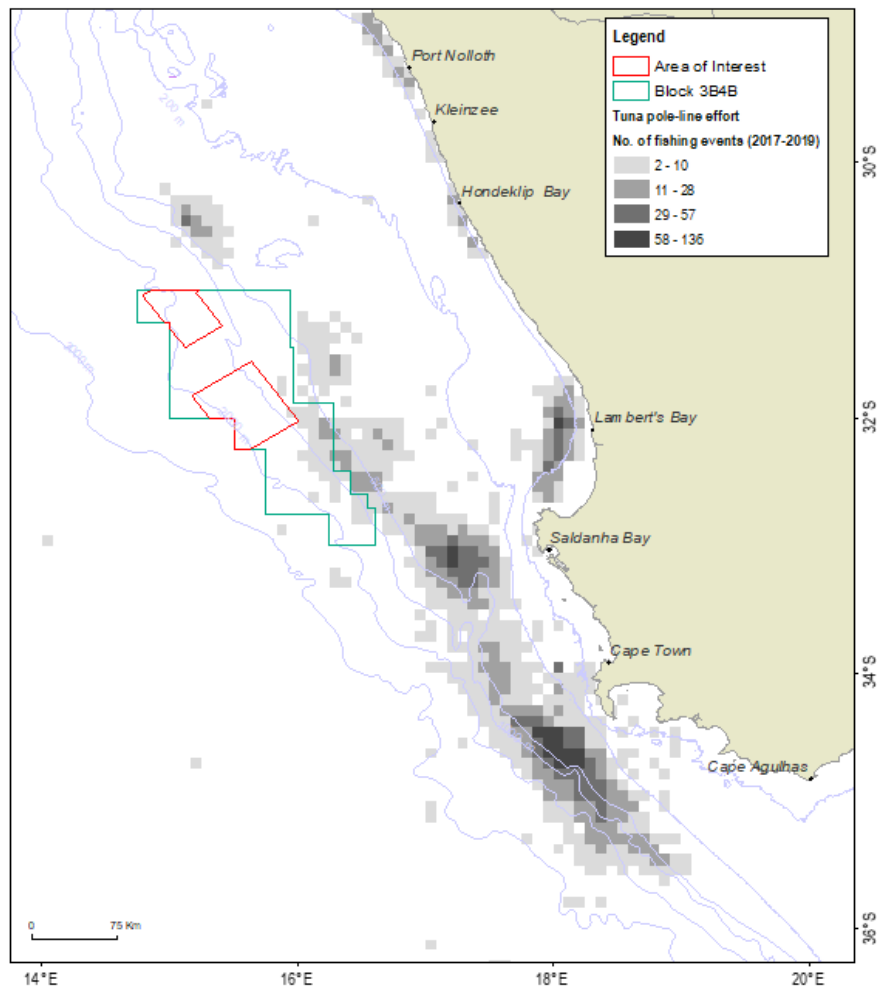 Legend
Area of Interest
Block 3B4B
Tuna pole-line effort
No. of fishing events (2017-2019)
2 - 10
11 - 28
29 - 57
58 - 136
Port Nolloth
Kleinzee
Hondeklip Bay
Lambert's Bay
Saldanha Bay
Cape Town
Cape Agulhas
200 m
30°S
32°S
34°S
36°S
0 75 Km
14°E 16°E 18°E 20°E